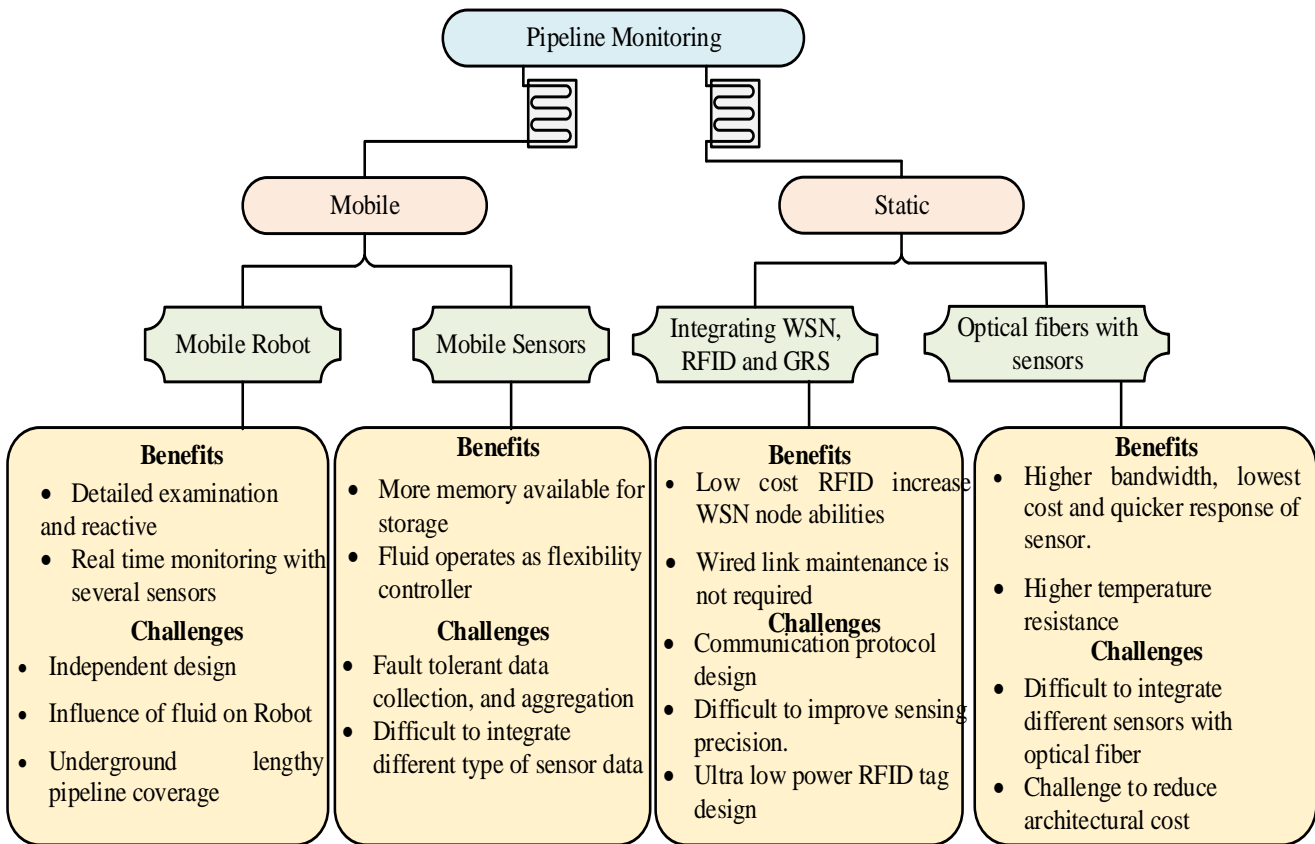 Pipeline Monitoring
Mobile
Static
Mobile Robot
Mobile Sensors
Integrating WSN,
RFID and GRS
Optical fibers with
sensors
Benefits
• Detailed examination
and reactive
• Real time monitoring with
several sensors
Challenges
• Independent design
• Influence of fluid on Robot
• Underground lengthy
pipeline coverage
Benefits
• More memory available for
storage
• Fluid operates as flexibility
controller
Challenges
• Fault tolerant data
collection, and aggregation
• Difficult to integrate
different type of sensor data
Benefits
• Low cost RFID increase
WSN node abilities
• Wired link maintenance is
not required
Challenges
• Communication protocol
design
• Difficult to improve sensing
precision.
• Ultra low power RFID tag
design
Benefits
• Higher bandwidth, lowest
cost and quicker response of
sensor.
• Higher temperature
resistance
Challenges
• Difficult to integrate
different sensors with
optical fiber
• Challenge to reduce
architectural cost